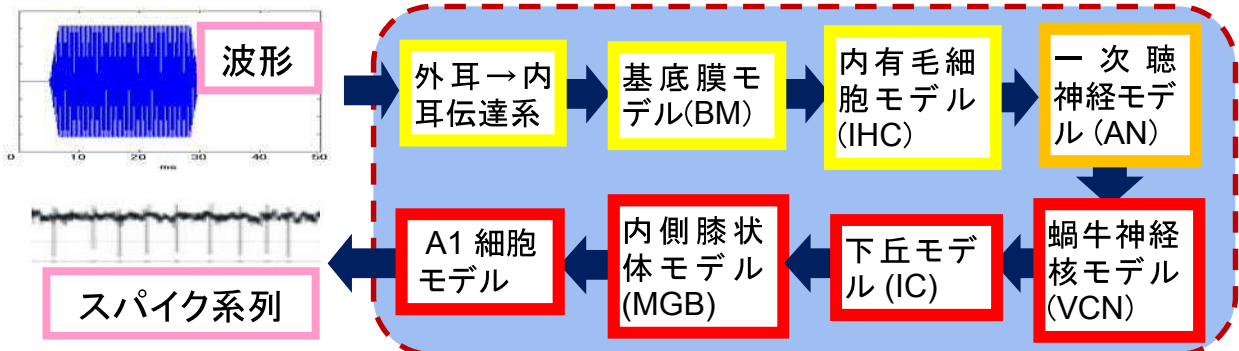 波形
0 10 20 30 40 50
ms
外耳→内
耳伝達系
基底膜モ
デル(BM)
内有毛細
胞モデル
(IHC)
一次聴
神経モデ
ル (AN)
蝸牛神経
核モデル
(VCN)
下丘モデ
ル (IC)
内側膝状
体モデル
(MGB)
A1 細胞
モデル
スパイク系列